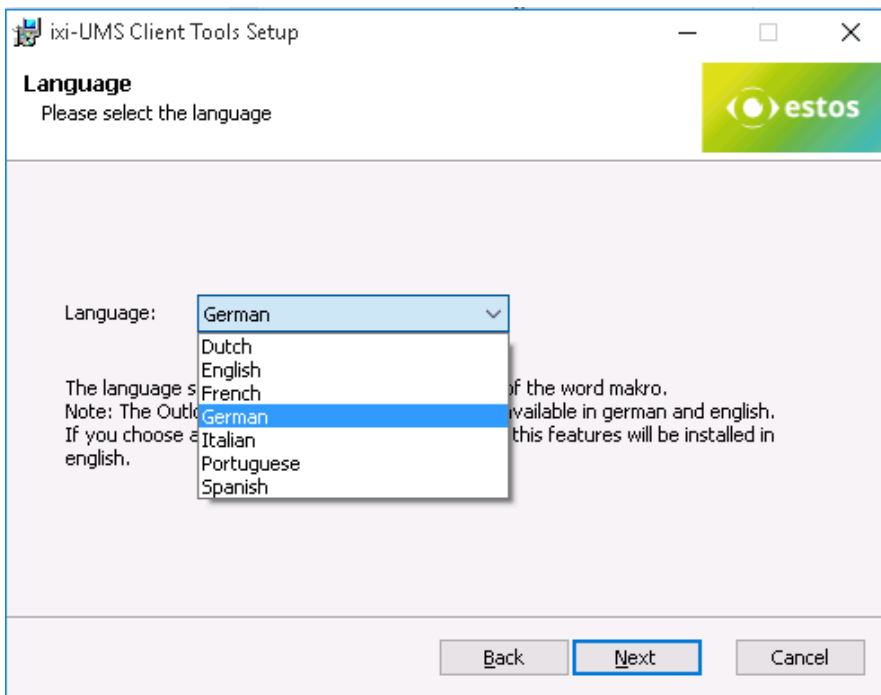 ixi-UMS Client Tools Setup
Language
Please select the language
estos
Language:
German
Dutch
English
French
German
Italian
Portuguese
Spanish
The language s of the word makro.
Note: The Outl available in german and english.
If you choose a this features will be installed in
english.
Back
Next
Cancel